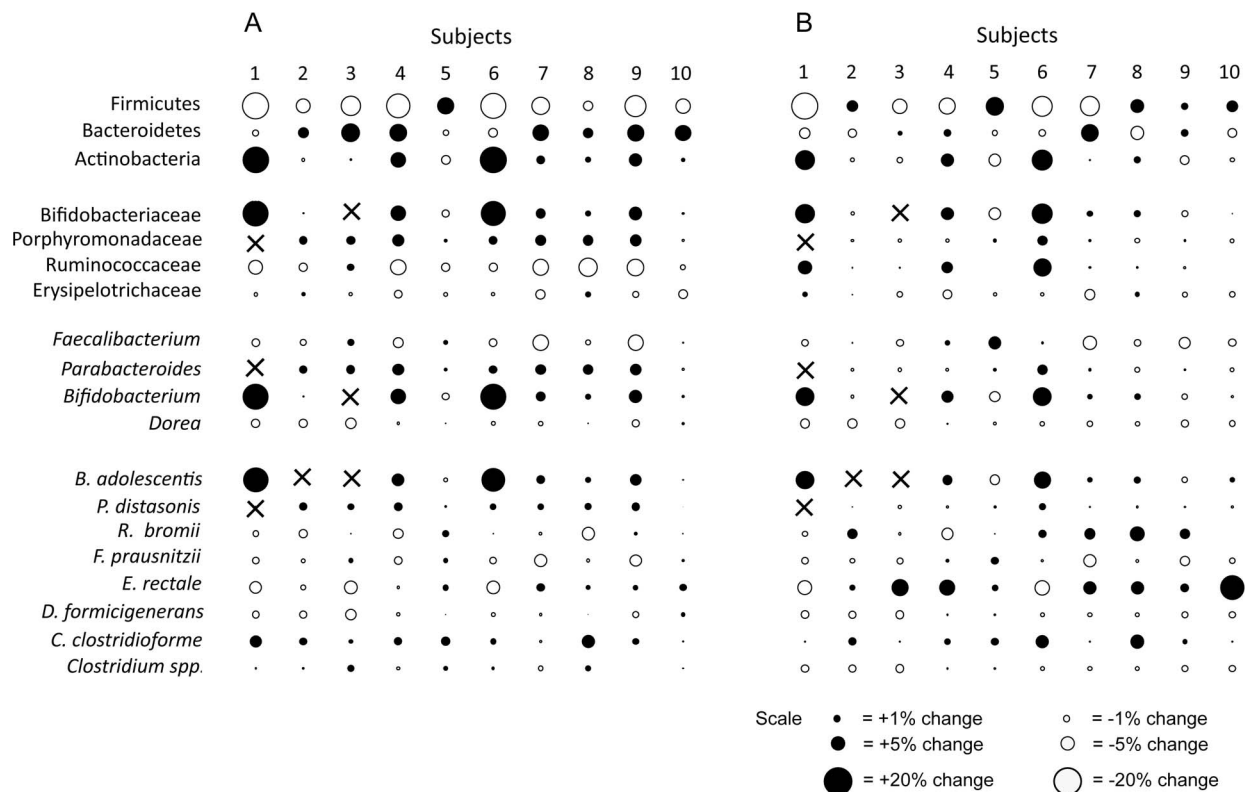 A B
Subjects Subjects
1 2 3 4 5 6 7 8 9 10 1 2 3 4 5 6 7 8 9 10
Firmicutes
Bacteroidetes
Actinobacteria
Bifidobacteriaceae
Porphyromonadaceae
Ruminococcaceae
Erysipelotrichaceae
Faecalibacterium
Parabacteroides
Bifidobacterium
Dorea
B. adolescentis
P. distasonis
R. bromii
F. prausnitzii
E. rectale
D. formicigenerans
C. clostridioforme
Clostridium spp.
Scale = +1% change = -1% change
= +5% change = -5% change
= +20% change = -20% change